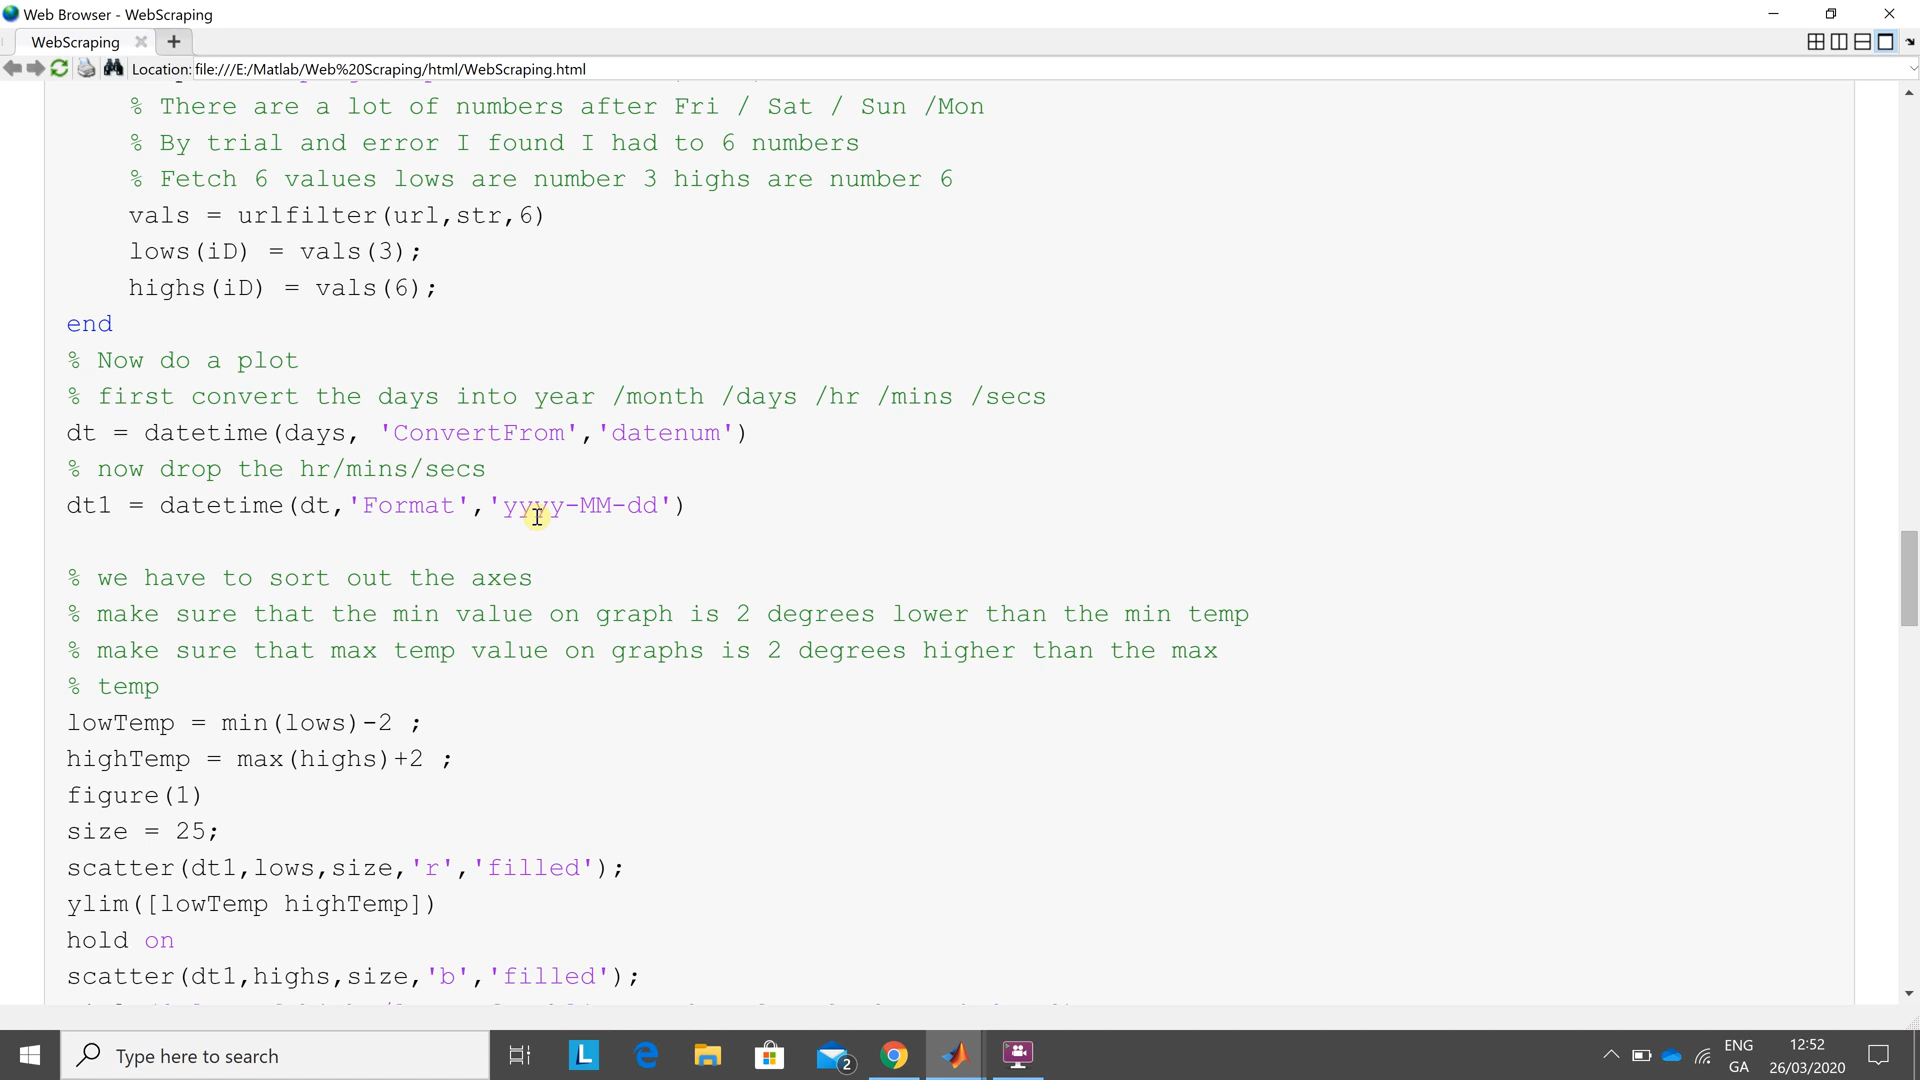 Web Browser - WebScraping
WebScraping
Location: file:///E:/Matlab/Web%20Scraping/html/WebScraping.html
% There are a lot of numbers after Fri / Sat / Sun /Mon
% By trial and error I found I had to 6 numbers
% Fetch 6 values lows are number 3 highs are number 6
vals = urlfilter(url,str,6)
lows(iD) = vals(3);
highs(iD) = vals(6);
end
% Now do a plot
% first convert the days into year /month /days /hr /mins /secs
dt = datetime(days, 'ConvertFrom','datenum')
% now drop the hr/mins/secs
dt1 = datetime(dt,'Format','yyyy-MM-dd')
% we have to sort out the axes
% make sure that the min value on graph is 2 degrees lower than the min temp
% make sure that max temp value on graphs is 2 degrees higher than the max
% temp
lowTemp = min(lows)-2 ;
highTemp = max(highs)+2 ;
figure(1)
size = 25;
scatter(dt1,lows,size,'r','filled');
ylim([lowTemp highTemp])
hold on
scatter(dt1,highs,size,'b','filled');
Type here to search
L
2
ENG
GA
12:52
26/03/2020